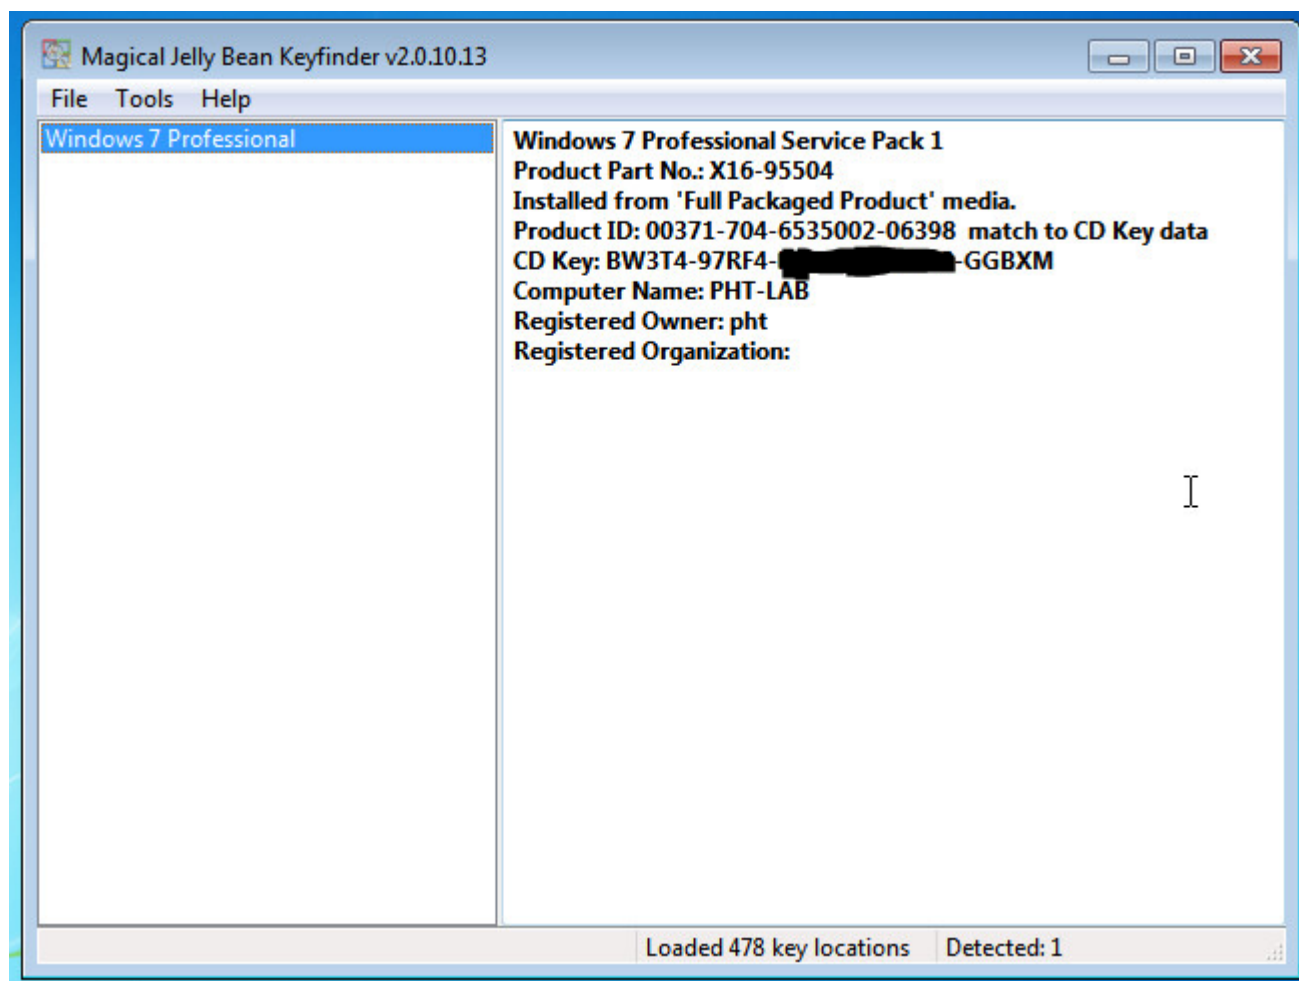 Magical Jelly Bean Keyfinder v2.0.10.13
File Tools Help
Windows 7 Professional
Windows 7 Professional Service Pack 1
Product Part No.: X16-95504
Installed from 'Full Packaged Product' media.
Product ID: 00371-704-6535002-06398 match to CD Key data
CD Key: BW3T4-97RF4- -GGBXM
Computer Name: PHT-LAB
Registered Owner: pht
Registered Organization:
Loaded 478 key locations Detected: 1